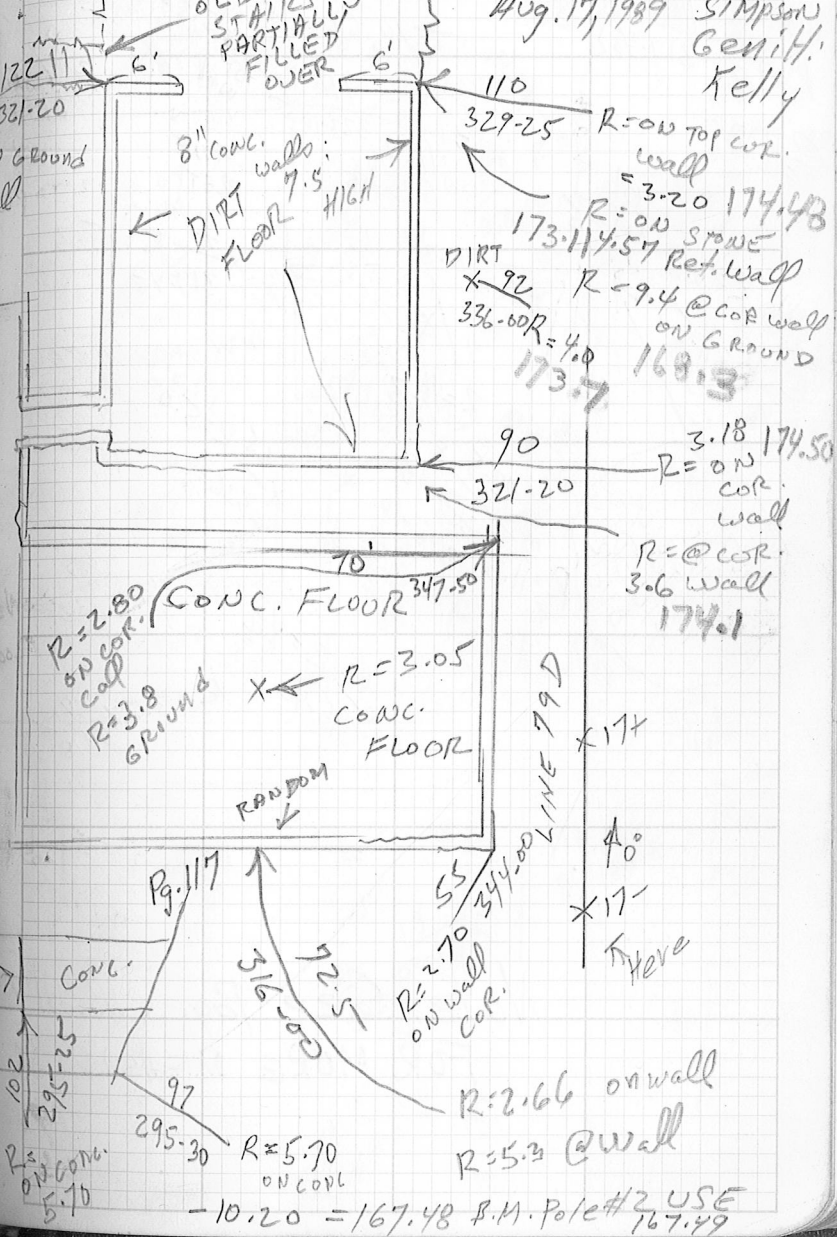 Aug. 17, 1989 SIMPSON
Geni H.
Kelly
STAIRS
PARTIALLY
FILLED
OVER
122
6'
6'
321-20
GROUND
110
329-25
R=ON TOP COR.
wall
= 3.20 174.48
R=ON STONE
173.11 4.57 Ret. Wall
R=9.4 @ COR wall
ON GROUND
168.3
8" CONC.
walls:
7.5
HIGH
DIRT
FLOOR
DIRT
X 92
336-00
R=4.0
173.7
90
321-20
3.18 174.50
R=ON
COR.
wall
R=@COR.
3.6 wall
174.1
70'
347-50
CONC. FLOOR
R=2.80
ON COR.
R=3.8
GROUND
X R=3.05
CONC.
FLOOR
RANDOM
LINE 79D
X 17+
X 17-
Here
55
344-00
R=2.70
ON wall
COR.
Pg. 117
CONC.
102
295-25
R=
ON CONC.
5.70
97
295-30
R=5.70
ON CONC
72.5
316-00
R=2.66 on wall
R=5.3 @wall
-10.20 =167.48 B.M. Pole #2 USE
167.49